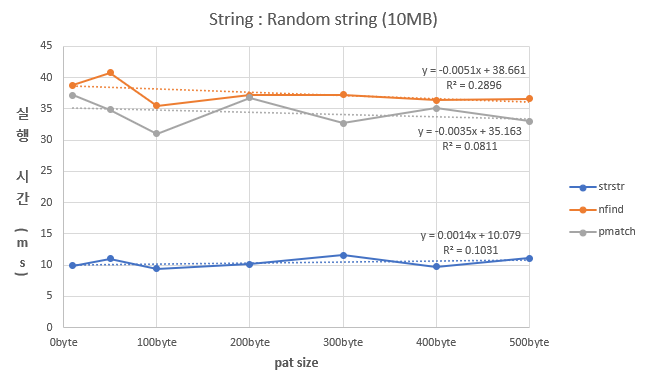 String : Random string (10MB)
45
40
35
30
25
20
15
10
5
0
실행 시간 (ms)
y = -0.0051x + 38.661
R² = 0.2896
y = -0.0035x + 35.163
R² = 0.0811
y = 0.0014x + 10.079
R² = 0.1031
strstr
nfind
pmatch
0byte
100byte
200byte
300byte
400byte
500byte
pat size